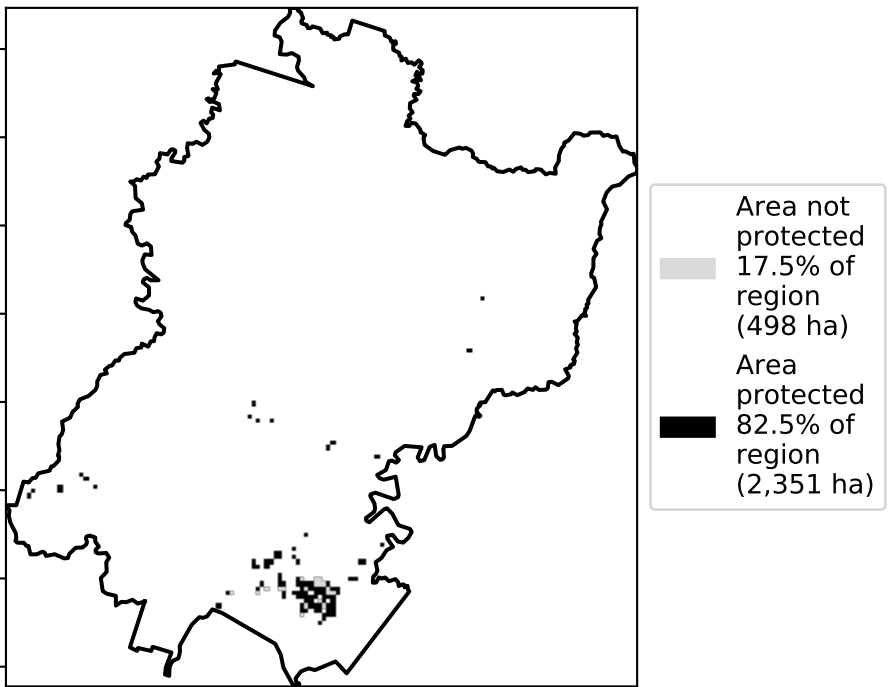 Area not
protected
17.5% of
region
(498 ha)
Area
protected
82.5% of
region
(2,351 ha)